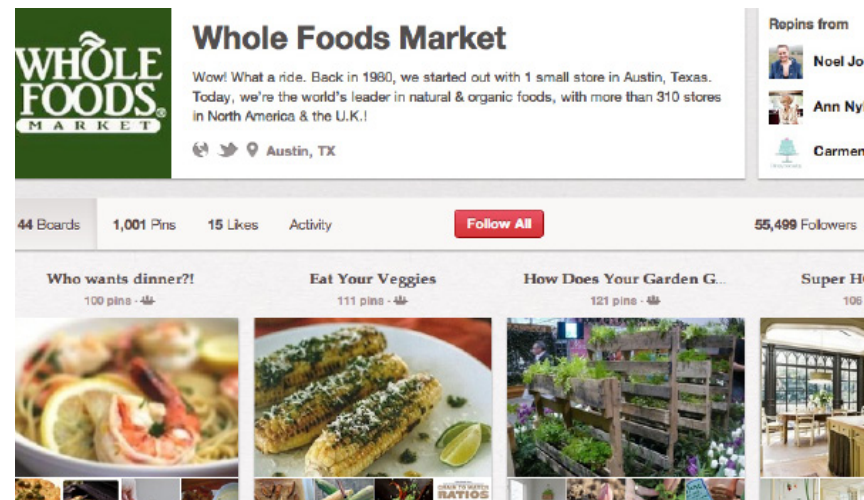 WHOLE
FOODS®
MARKET
Whole Foods Market
Wow! What a ride. Back in 1980, we started out with 1 small store in Austin, Texas.
Today, we're the world's leader in natural & organic foods, with more than 310 stores
in North America & the U.K.!
Austin, TX
Repins from
Noel Jo
Ann Nyl
Carmen
44 Boards 1,001 Pins 15 Likes Activity Follow All 55,499 Followers
Who wants dinner?! Eat Your Veggies How Does Your Garden G... Super H
100 pins · 111 pins · 121 pins · 106
RATIOS